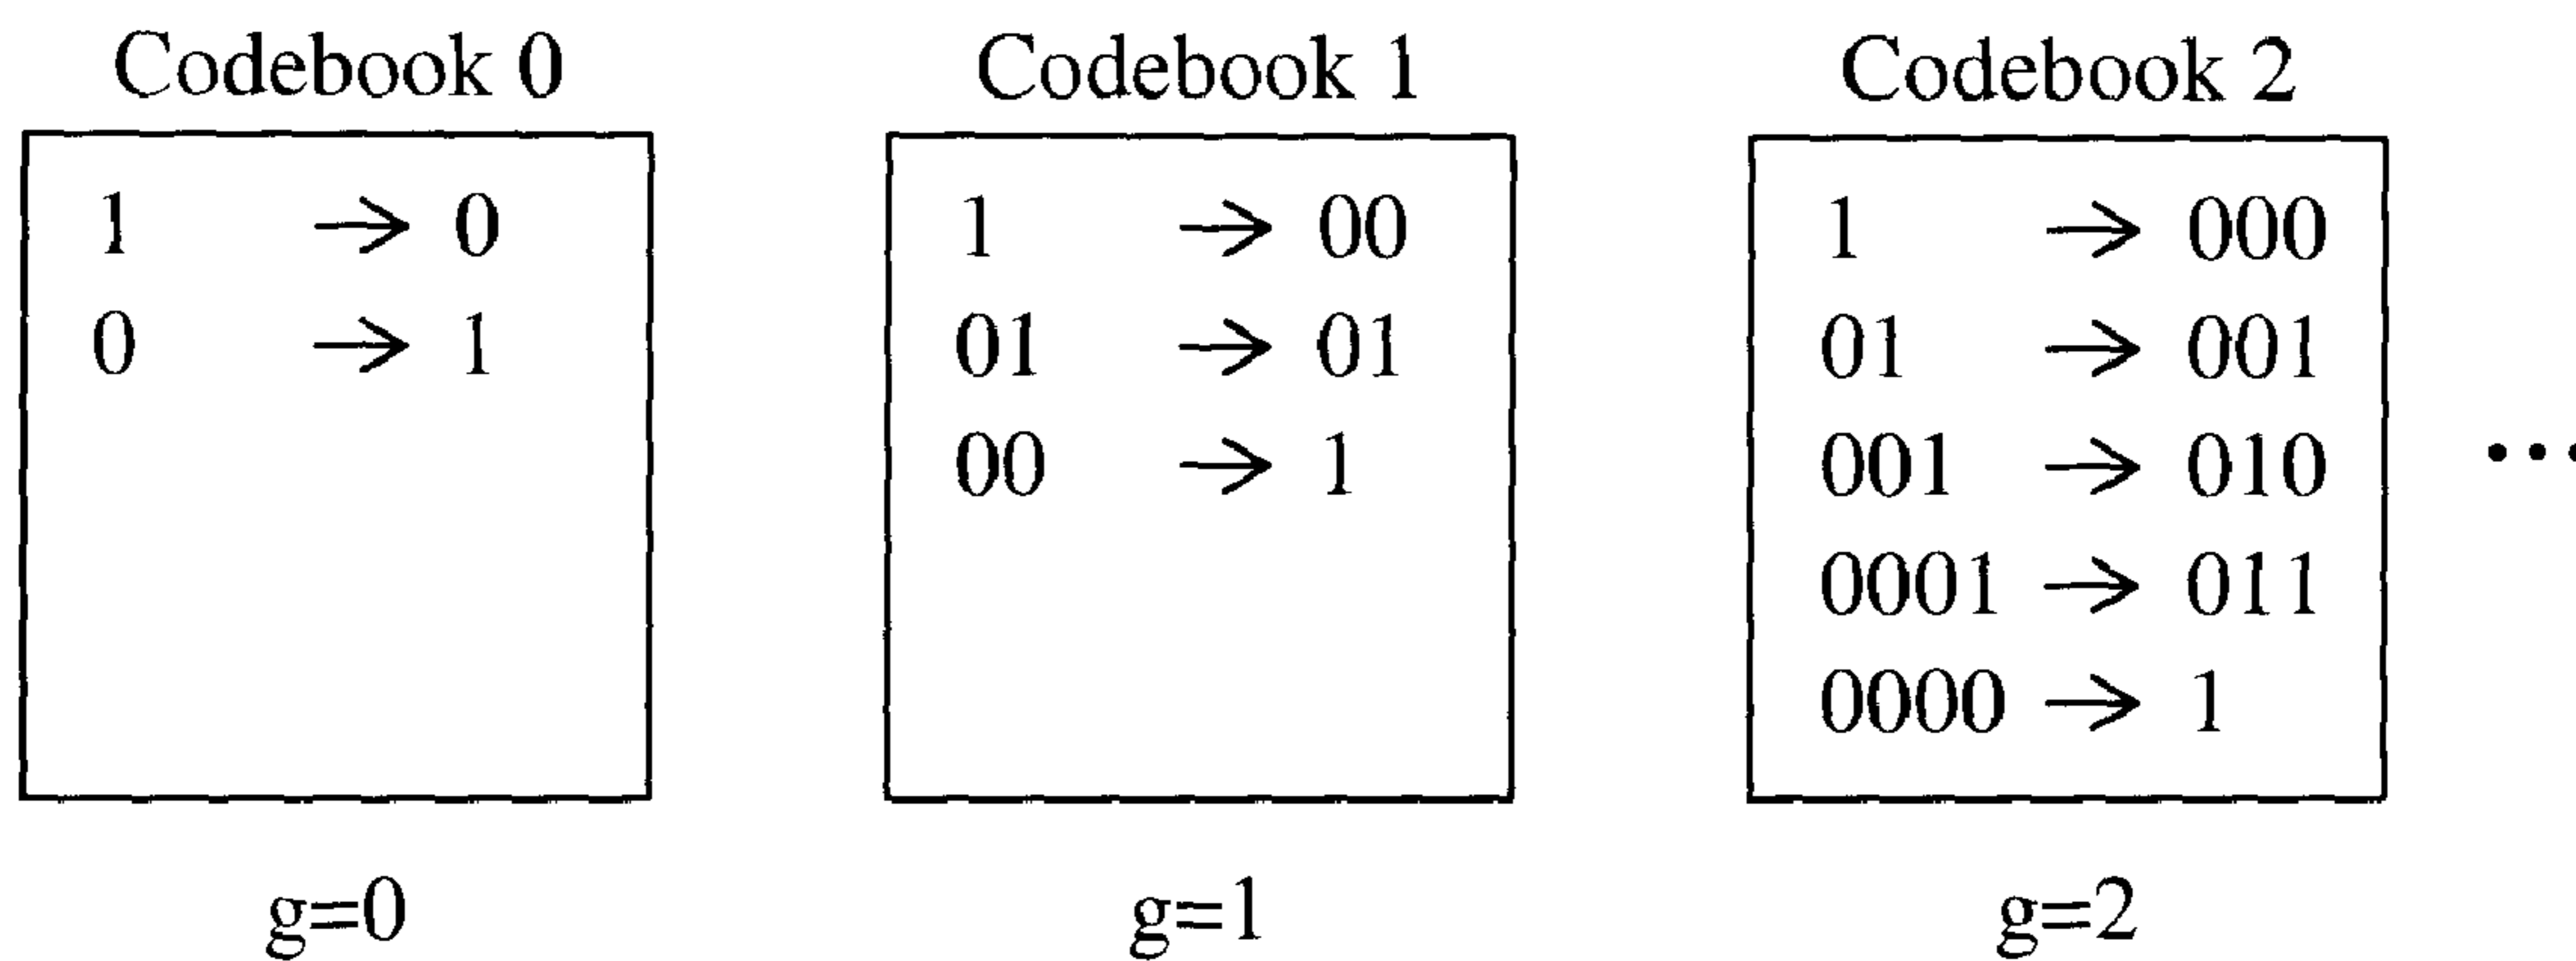 Codebook 0
1 → 0
0 → 1
g=0
Codebook 1
1 → 00
01 → 01
00 → 1
g=1
Codebook 2
1 → 000
01 → 001
001 → 010
0001 → 011
0000 → 1
g=2
...